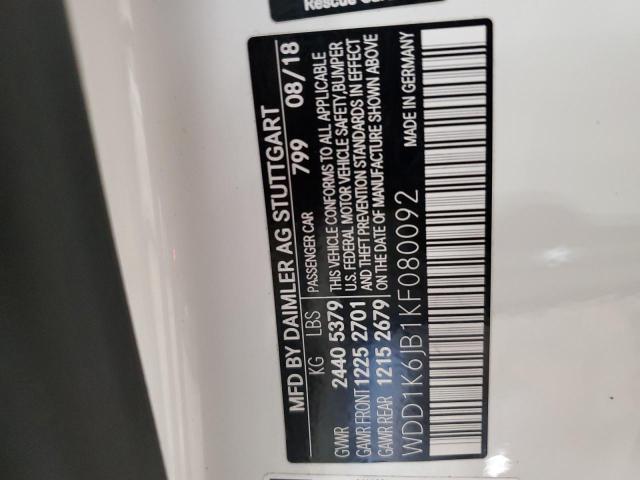 Rescue
MFD BY DAIMLER AG STUTTGART
799 08/18
KG LBS PASSENGER CAR
GVWR 2440 5379
GAWR FRONT 1225 2701
GAWR REAR 1215 2679
THIS VEHICLE CONFORMS TO ALL APPLICABLE
U.S. FEDERAL MOTOR VEHICLE SAFETY,BUMPER
AND THEFT PREVENTION STANDARDS IN EFFECT
ON THE DATE OF MANUFACTURE SHOWN ABOVE
WDD1K6JB1KF080092 MADE IN GERMANY